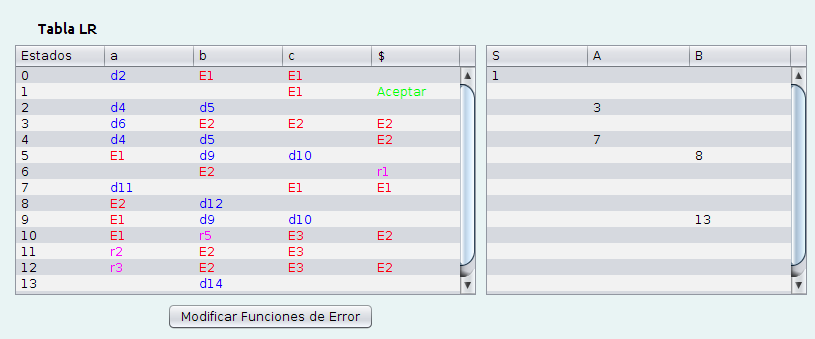 Tabla LR
Estados a b c $ S A B
0 d2 E1 E1 1
1 E1 Aceptar
2 d4 d5 3
3 d6 E2 E2 E2
4 d4 d5 E2 7
5 E1 d9 d10 8
6 E2 r1
7 d11 E1 E1
8 E2 d12
9 E1 d9 d10 13
10 E1 r5 E3 E2
11 r2 E2 E3
12 r3 E2 E3 E2
13 d14
Modificar Funciones de Error